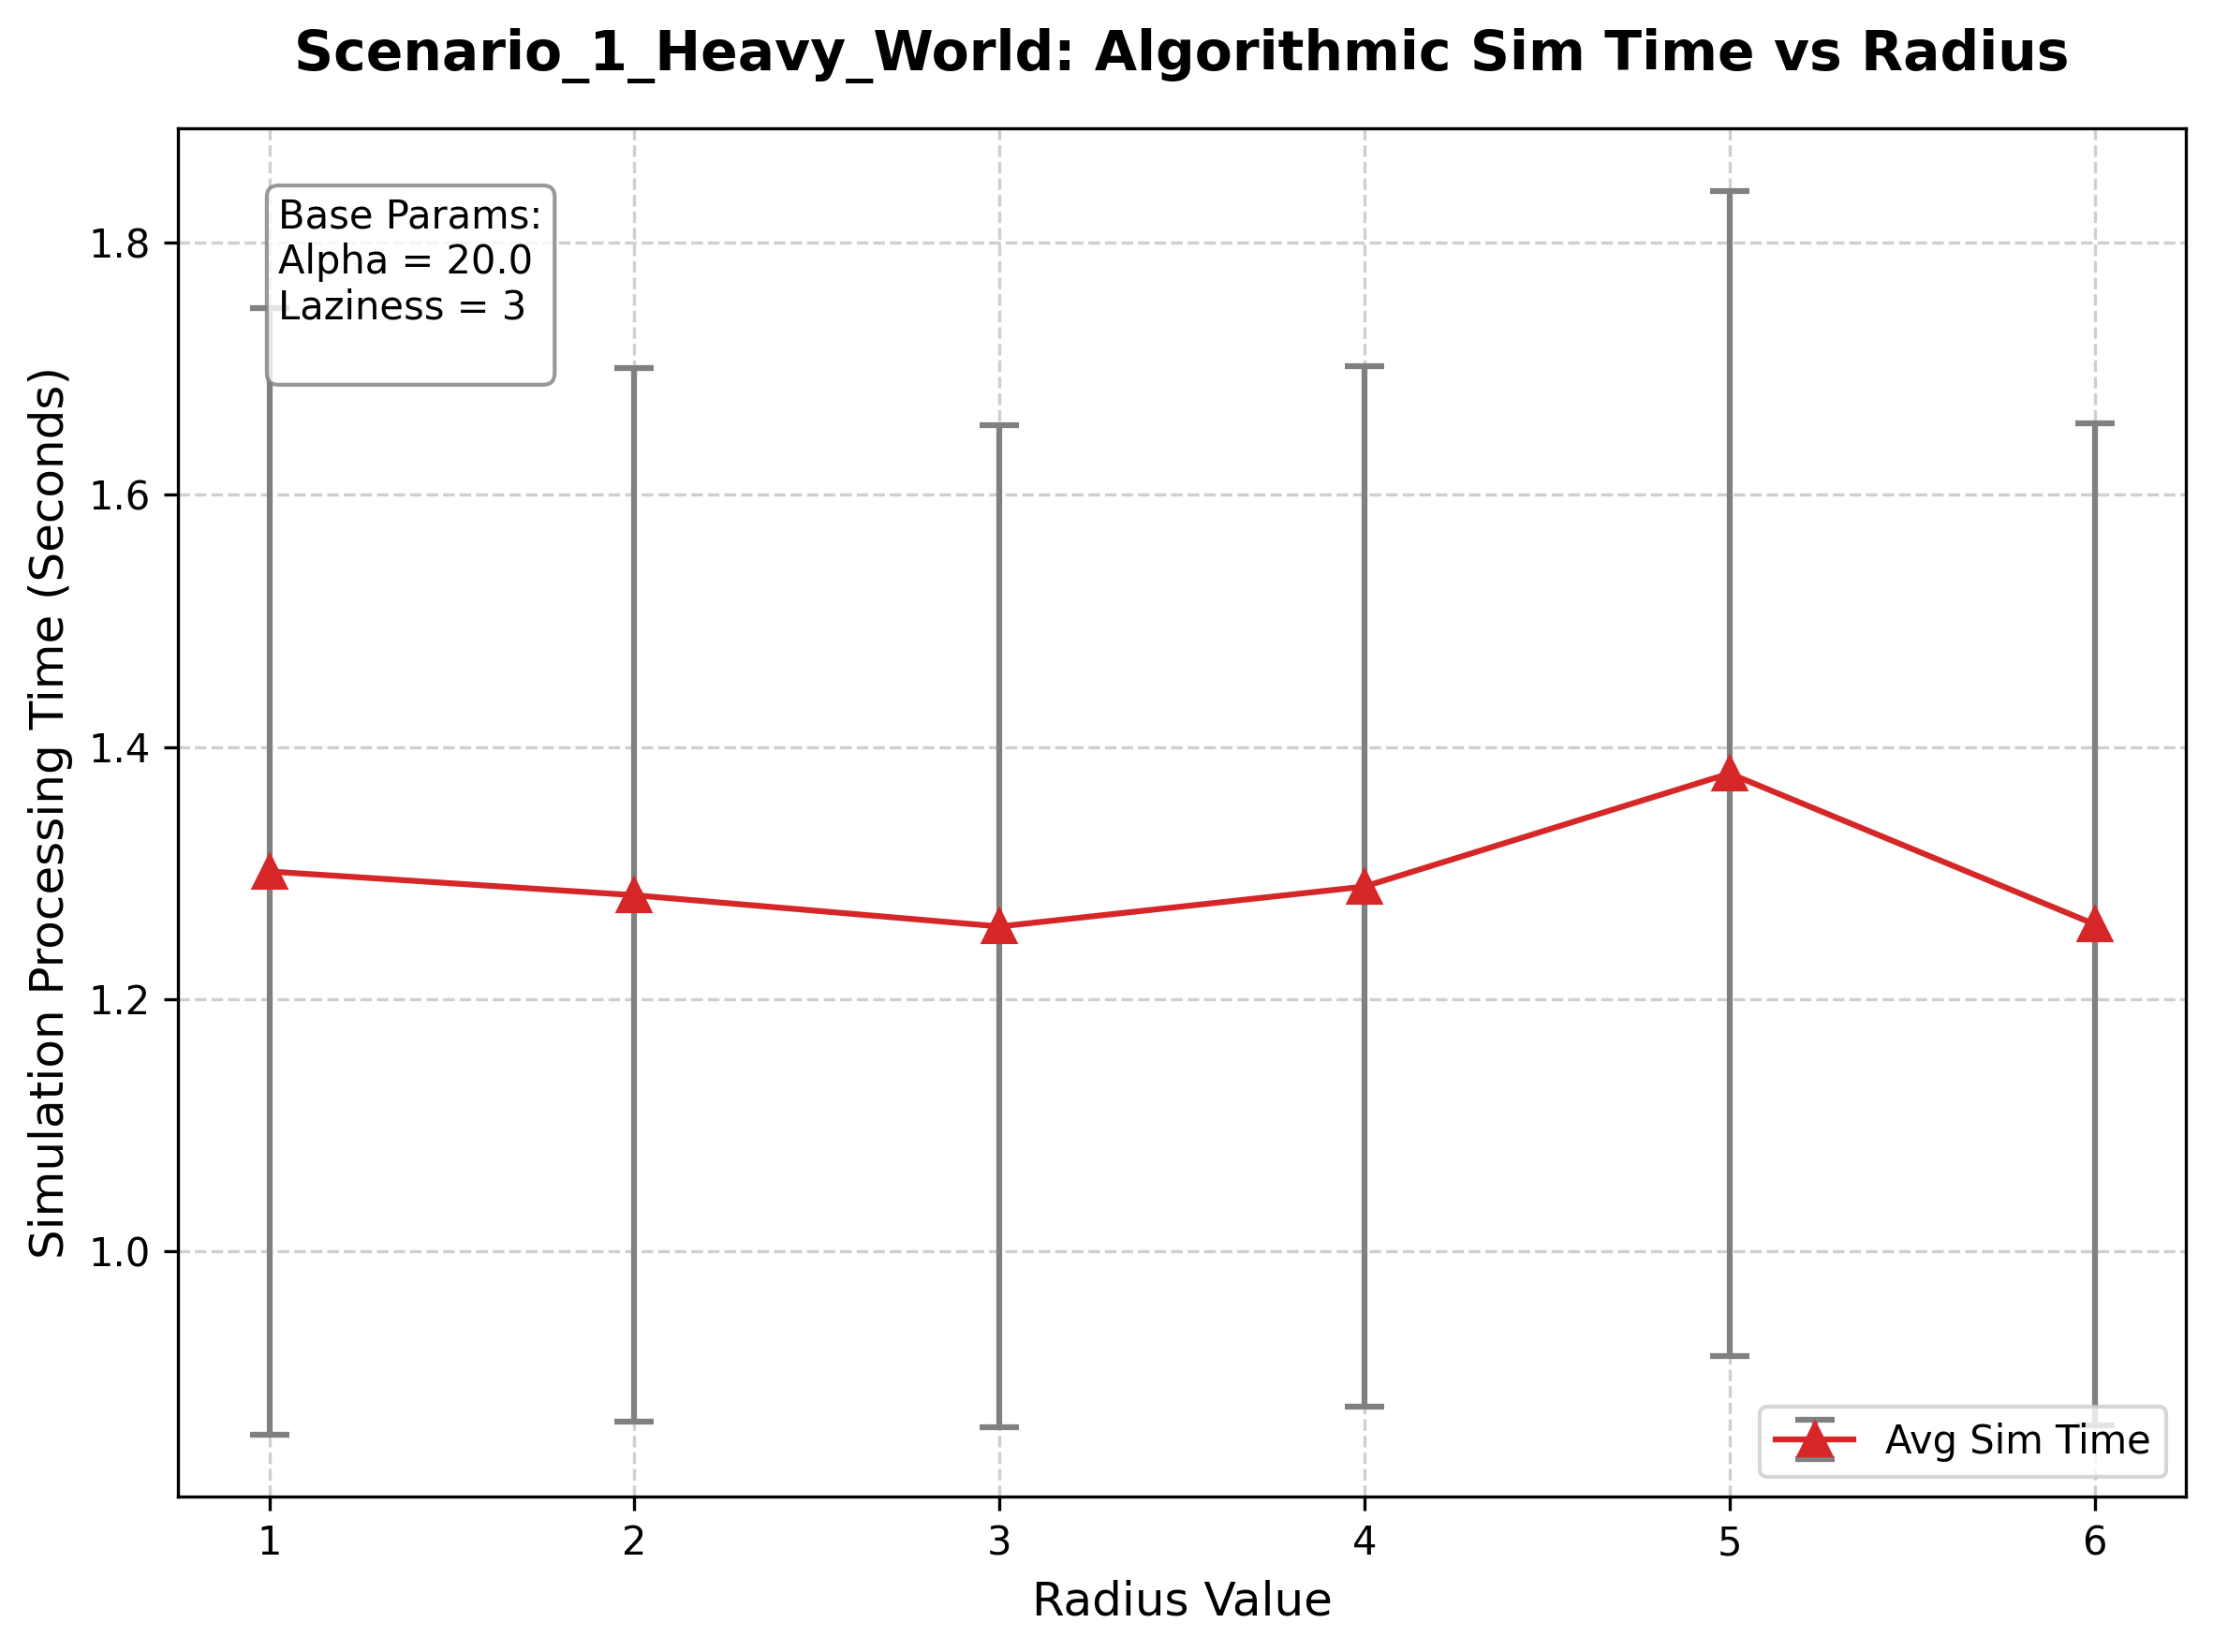 Scenario_1_Heavy_World: Algorithmic Sim Time vs Radius
Base Params:
Alpha = 20.0
Laziness = 3
Simulation Processing Time (Seconds)
1.8
1.6
1.4
1.2
1.0
Avg Sim Time
1 2 3 4 5 6
Radius Value